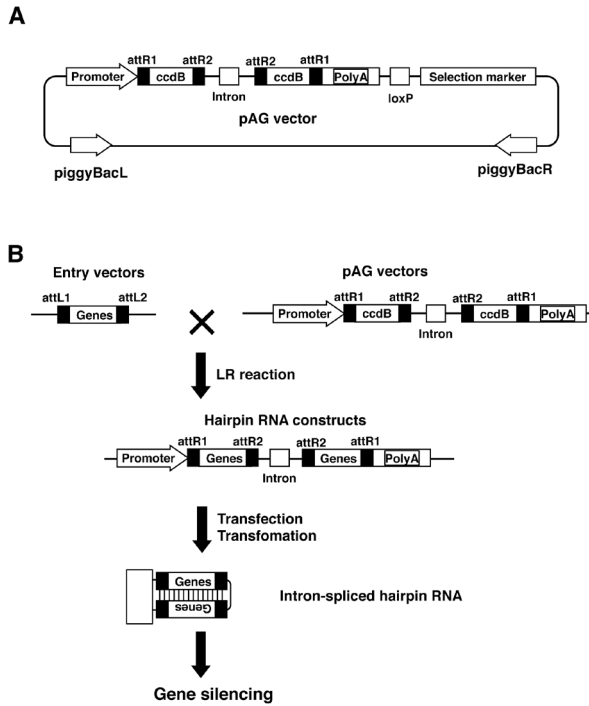 A
attR1 attR2 attR2 attR1
Promoter ccdB ccdB PolyA Selection marker
Intron loxP
pAG vector
piggyBacL piggyBacR
B
Entry vectors pAG vectors
attL1 attL2 attR1 attR2 attR2 attR1
Genes Promoter ccdB ccdB PolyA
Intron
LR reaction
Hairpin RNA constructs
attR1 attR2 attR2 attR1
Promoter Genes Genes PolyA
Intron
Transfection
Transfomation
Genes
Genes
Intron-spliced hairpin RNA
Gene silencing